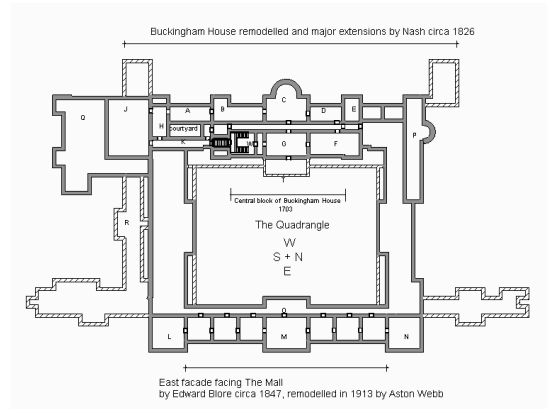 Buckingham House remodelled and major extensions by Nash circa 1826
J A B C D E
Q H P
courtyard
K W G F
T
Central block of Buckingham House
1703
R The Quadrangle
W
S + N
E
O
L M N
East facade facing The Mall
by Edward Blore circa 1847, remodelled in 1913 by Aston Webb